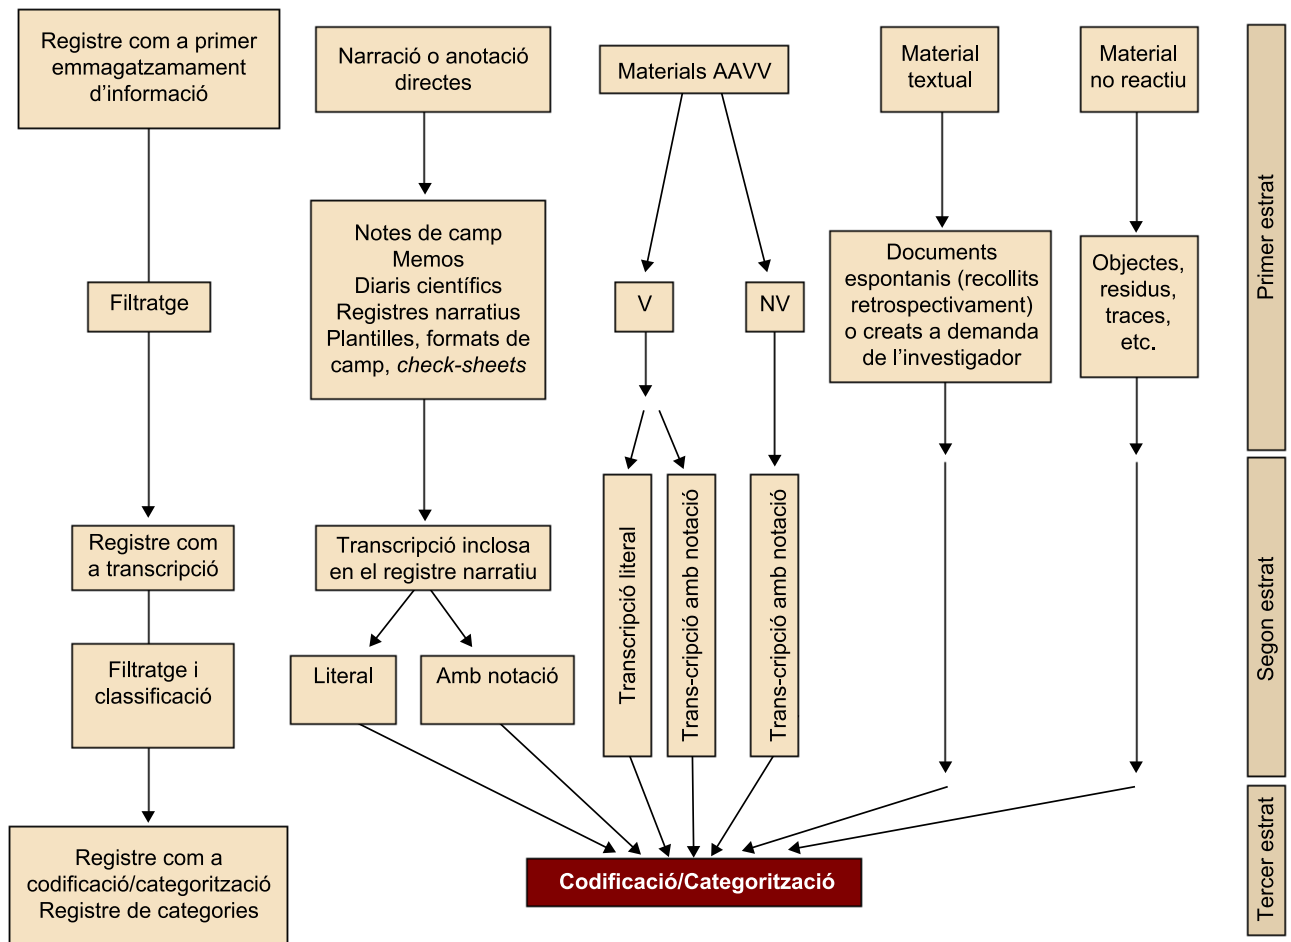 Registre com a primer
emmagatzamament
d'informació
Narració o anotació
directes
Materials AAVV
Material
textual
Material
no reactiu
Primer estrat
Notes de camp
Memos
Diaris científics
Registres narratius
Plantilles, formats de
camp, check-sheets
Documents
espontanis (recollits
retrospectivament)
o creats a demanda
de l'investigador
Objectes,
residus,
traces,
etc.
Filtratge
V
NV
Registre com
a transcripció
Transcripció inclosa
en el registre narratiu
Transcripció literal
Trans-cripció amb notació
Trans-cripció amb notació
Segon estrat
Filtratge i
classificació
Literal
Amb notació
Registre com a
codificació/categorització
Registre de categories
Codificació/Categorització
Tercer estrat